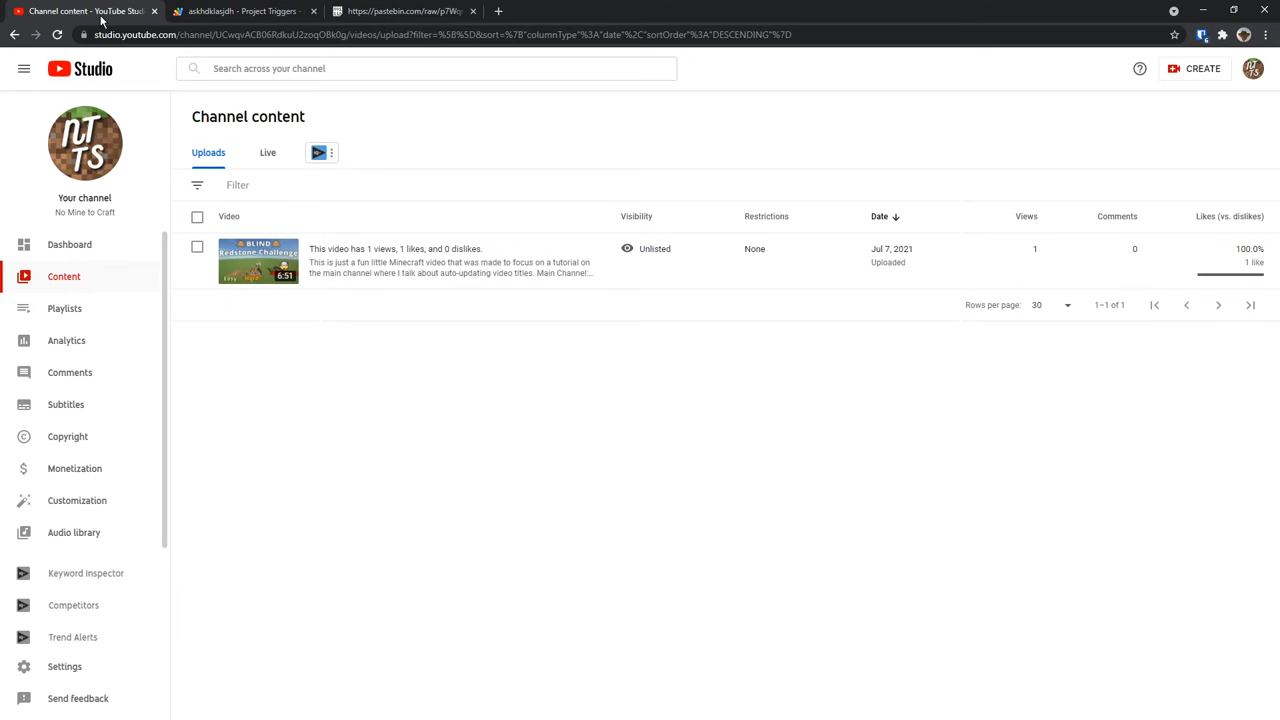 Channel content - YouTube Studi
askhdklasjdh - Project Triggers -
https://pastebin.com/raw/p7Wq
studio.youtube.com/channel/UCwqvACB06RdkuU2zoqOBk0g/videos/upload?filter=%5B%5D&sort=%7B"columnType"%3A"date"%2C"sortOrder"%3A"DESCENDING"%7D
Studio
Search across your channel
CREATE
NTTS
NT
TS
Your channel
No Mine to Craft
Dashboard
Content
Playlists
Analytics
Comments
Subtitles
Copyright
Monetization
Customization
Audio library
Keyword Inspector
Competitors
Trend Alerts
Settings
Send feedback
Channel content
Uploads
Live
Filter
Video
Visibility
Restrictions
Date
Views
Comments
Likes (vs. dislikes)
BLIND
Redstone Challenge
Easy
Hard
6:51
This video has 1 views, 1 likes, and 0 dislikes.
This is just a fun little Minecraft video that was made to focus on a tutorial on
the main channel where I talk about auto-updating video titles. Main Channel:...
Unlisted
None
Jul 7, 2021
Uploaded
1
0
100.0%
1 like
Rows per page:
30
1–1 of 1